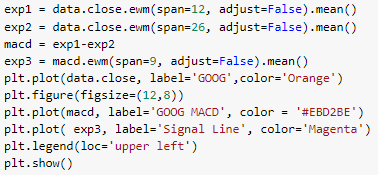 exp1 = data.close.ewm(span=12, adjust=False).mean()
exp2 = data.close.ewm(span=26, adjust=False).mean()
macd = exp1-exp2
exp3 = macd.ewm(span=9, adjust=False).mean()
plt.plot(data.close, label='GOOG',color='Orange')
plt.figure(figsize=(12,8))
plt.plot(macd, label='GOOG MACD', color = '#EBD2BE')
plt.plot( exp3, label='Signal Line', color='Magenta')
plt.legend(loc='upper left')
plt.show()